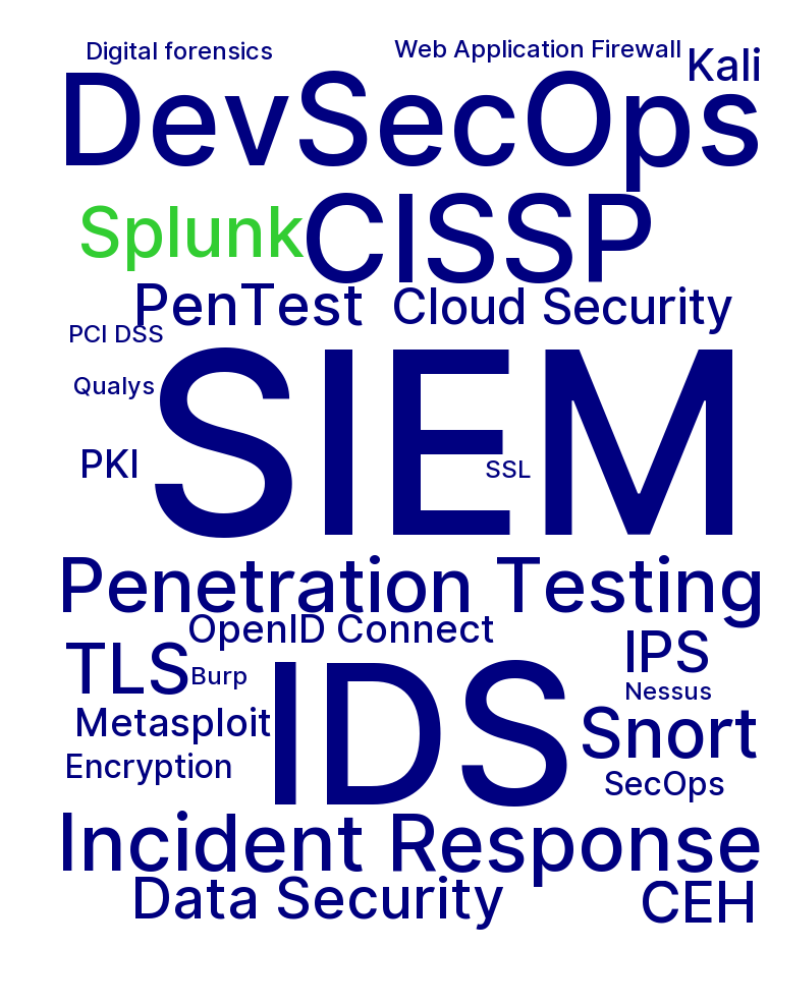 Digital forensics
Web Application Firewall
Kali
DevSecOps
Splunk
CISSP
PenTest
Cloud Security
PCI DSS
Qualys
SIEM
PKI
SSL
Penetration Testing
OpenID Connect
TLS
IPS
Burp
Nessus
IDS
Metasploit
Snort
Encryption
SecOps
Incident Response
Data Security
CEH